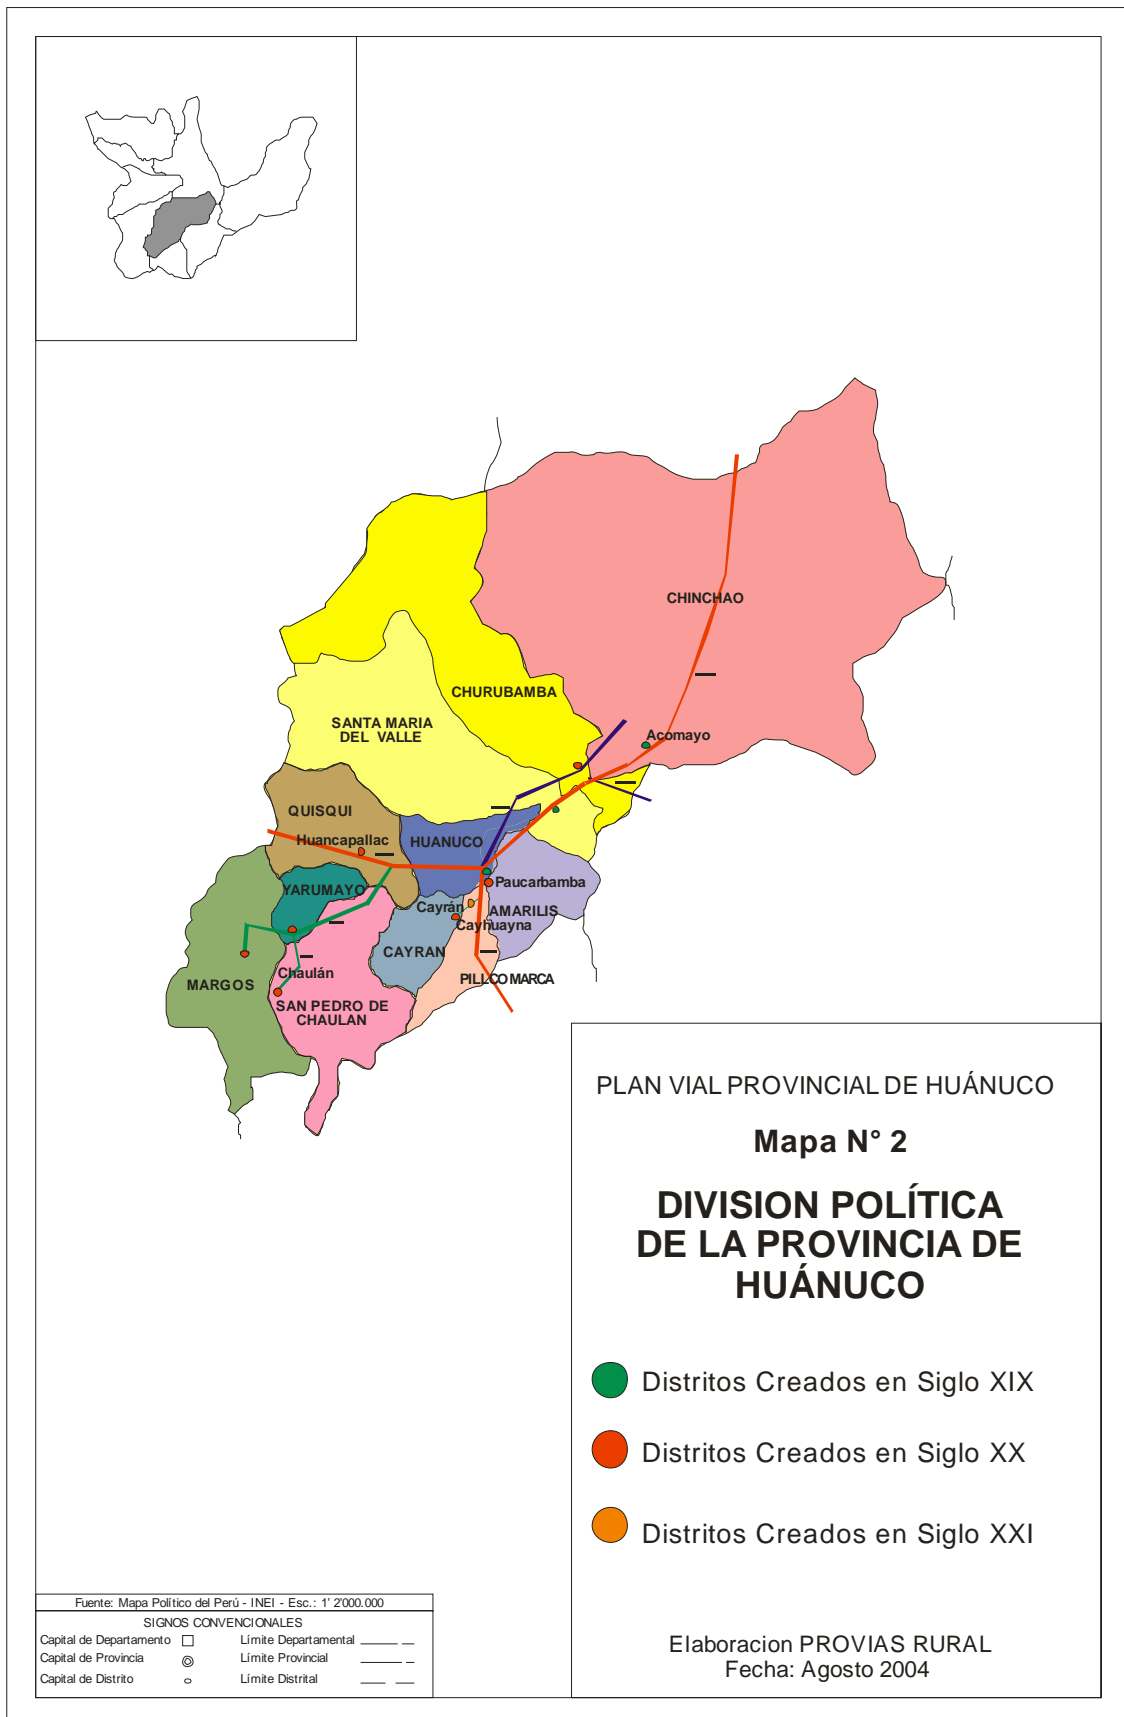 CHINCHAO
CHURUBAMBA
SANTA MARIA
DEL VALLE
Acomayo
QUISQUI
Huancapallac
HUANUCO
YARUMAYO
Paucarbamba
Cayrán
AMARILIS
Cayhuayna
CAYRAN
Chaulán
PILLCOMARCA
MARGOS
SAN PEDRO DE
CHAULAN
PLAN VIAL PROVINCIAL DE HUÁNUCO
Mapa N° 2
DIVISION POLÍTICA
DE LA PROVINCIA DE
HUÁNUCO
Distritos Creados en Siglo XIX
Distritos Creados en Siglo XX
Distritos Creados en Siglo XXI
Elaboracion PROVIAS RURAL
Fecha: Agosto 2004
Fuente: Mapa Político del Perú - INEI - Esc.: 1' 2'000.000
SIGNOS CONVENCIONALES
Capital de Departamento Límite Departamental
Capital de Provincia Límite Provincial
Capital de Distrito Límite Distrital